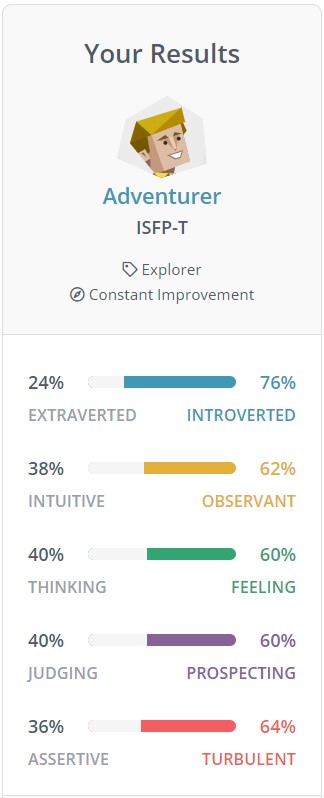 Your Results
Adventurer
ISFP-T
Explorer
Constant Improvement
24% 76%
EXTRAVERTED INTROVERTED
38% 62%
INTUITIVE OBSERVANT
40% 60%
THINKING FEELING
40% 60%
JUDGING PROSPECTING
36% 64%
ASSERTIVE TURBULENT